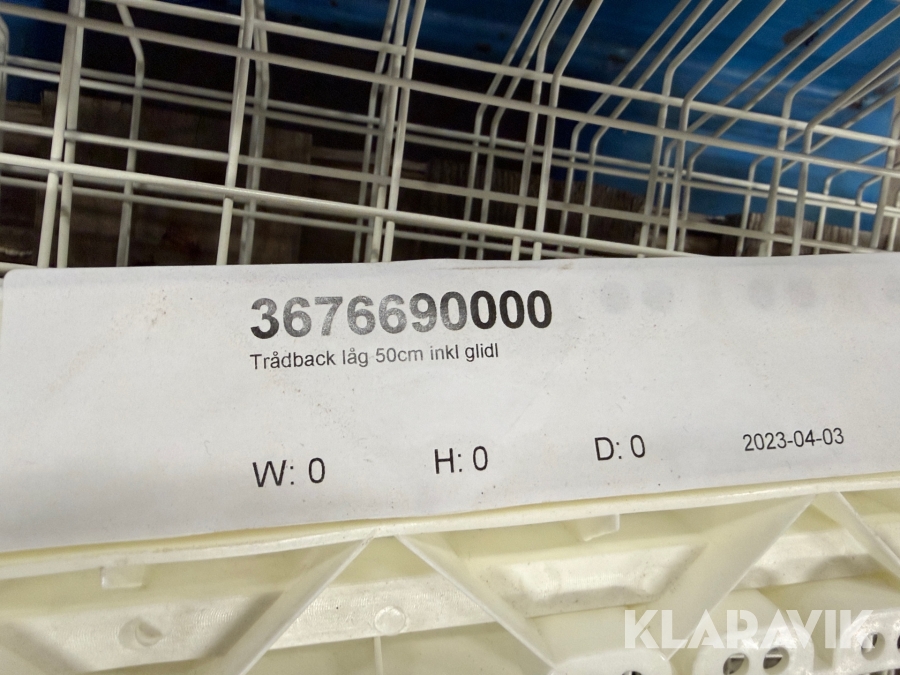 3676690000
Trådback låg 50cm inkl glidl
W: 0 H: 0 D: 0 2023-04-03
KLARAVIK